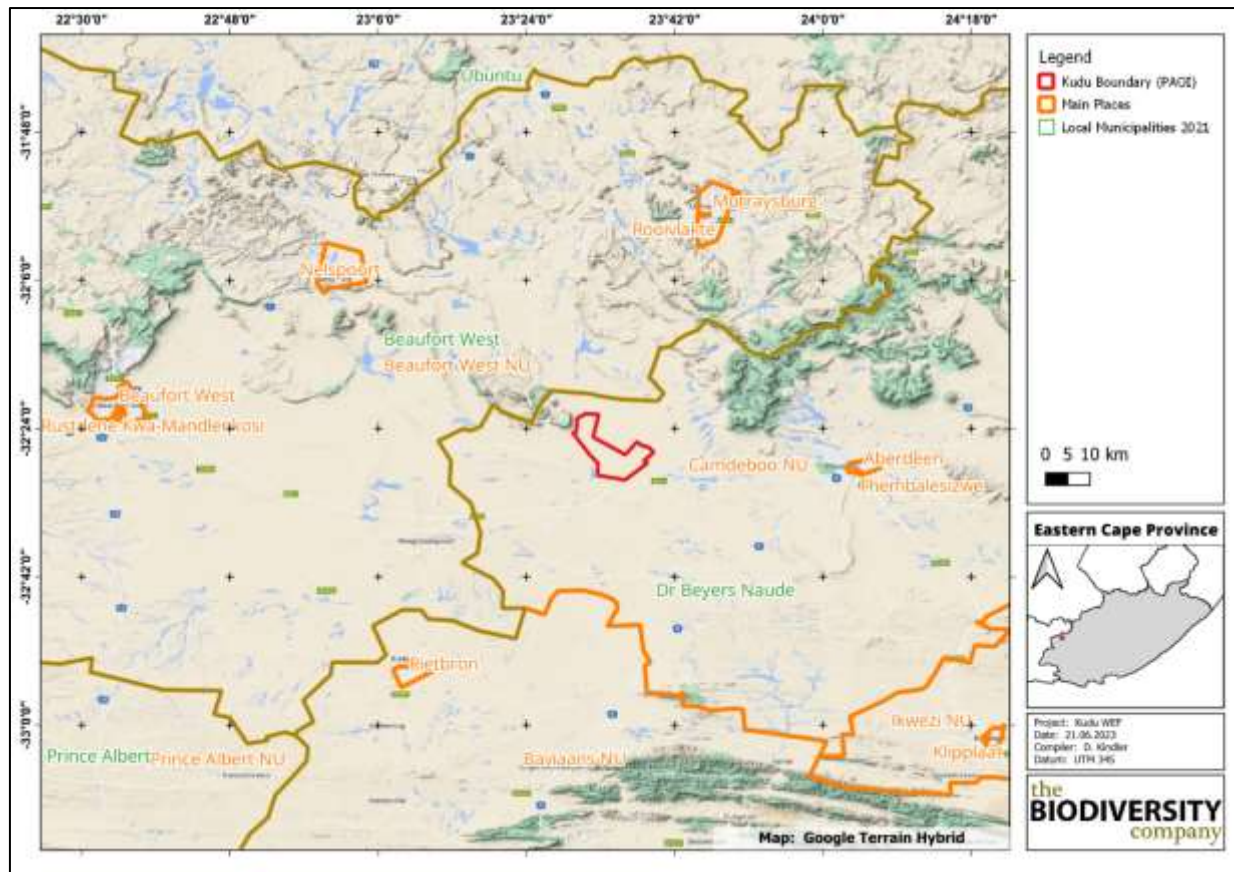 22°30'0" 22°48'0" 23°6'0" 23°24'0" 23°42'0" 24°0'0" 24°18'0"
-31°48'0"
-32°6'0"
-32°24'0"
-32°42'0"
-33°0'0"
Ubuntu
Murraysburg
Rooivlakte
Nelspoort
Beaufort West
Beaufort West NU
Beaufort West
Rustdene Kwa-Mandlenkosi
Camdeboo NU
Aberdeen
Thembalesizwe
Dr Beyers Naude
Rietbron
Ikwezi NU
Klipplaat
Prince Albert
Prince Albert NU
Baviaans NU
Map: Google Terrain Hybrid
Legend
Kudu Boundary (PAOI)
Main Places
Local Municipalities 2021
0 5 10 km
Eastern Cape Province
Project: Kudu WEF
Date: 21.06.2023
Compiler: D. Kindler
Datum: UTM 34S
the
BIODIVERSITY
company